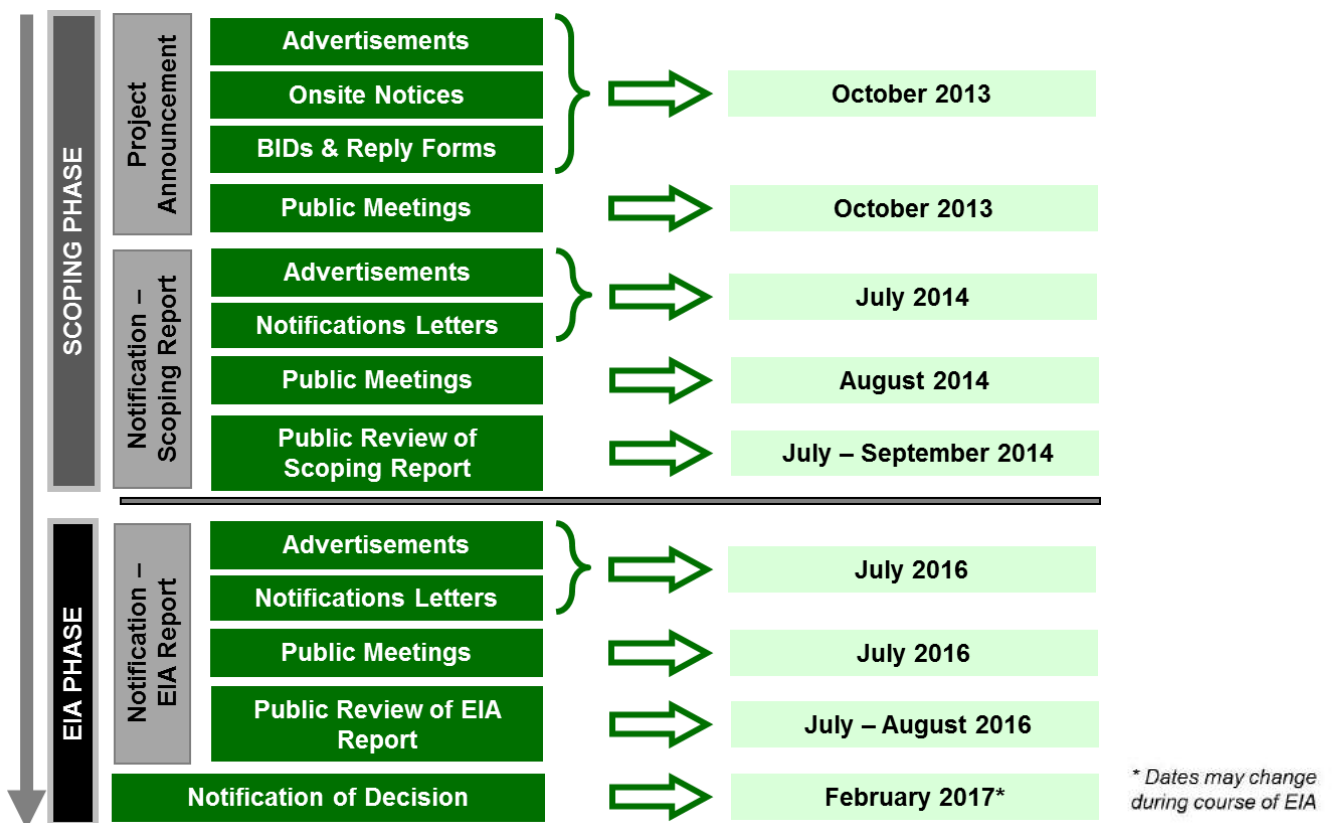 SCOPING PHASE
Project
Announcement
Advertisements
Onsite Notices
BIDs & Reply Forms
October 2013
Public Meetings
October 2013
Notification –
Scoping Report
Advertisements
Notifications Letters
July 2014
Public Meetings
August 2014
Public Review of
Scoping Report
July – September 2014
EIA PHASE
Notification –
EIA Report
Advertisements
Notifications Letters
July 2016
Public Meetings
July 2016
Public Review of EIA
Report
July – August 2016
Notification of Decision
February 2017*
* Dates may change
during course of EIA